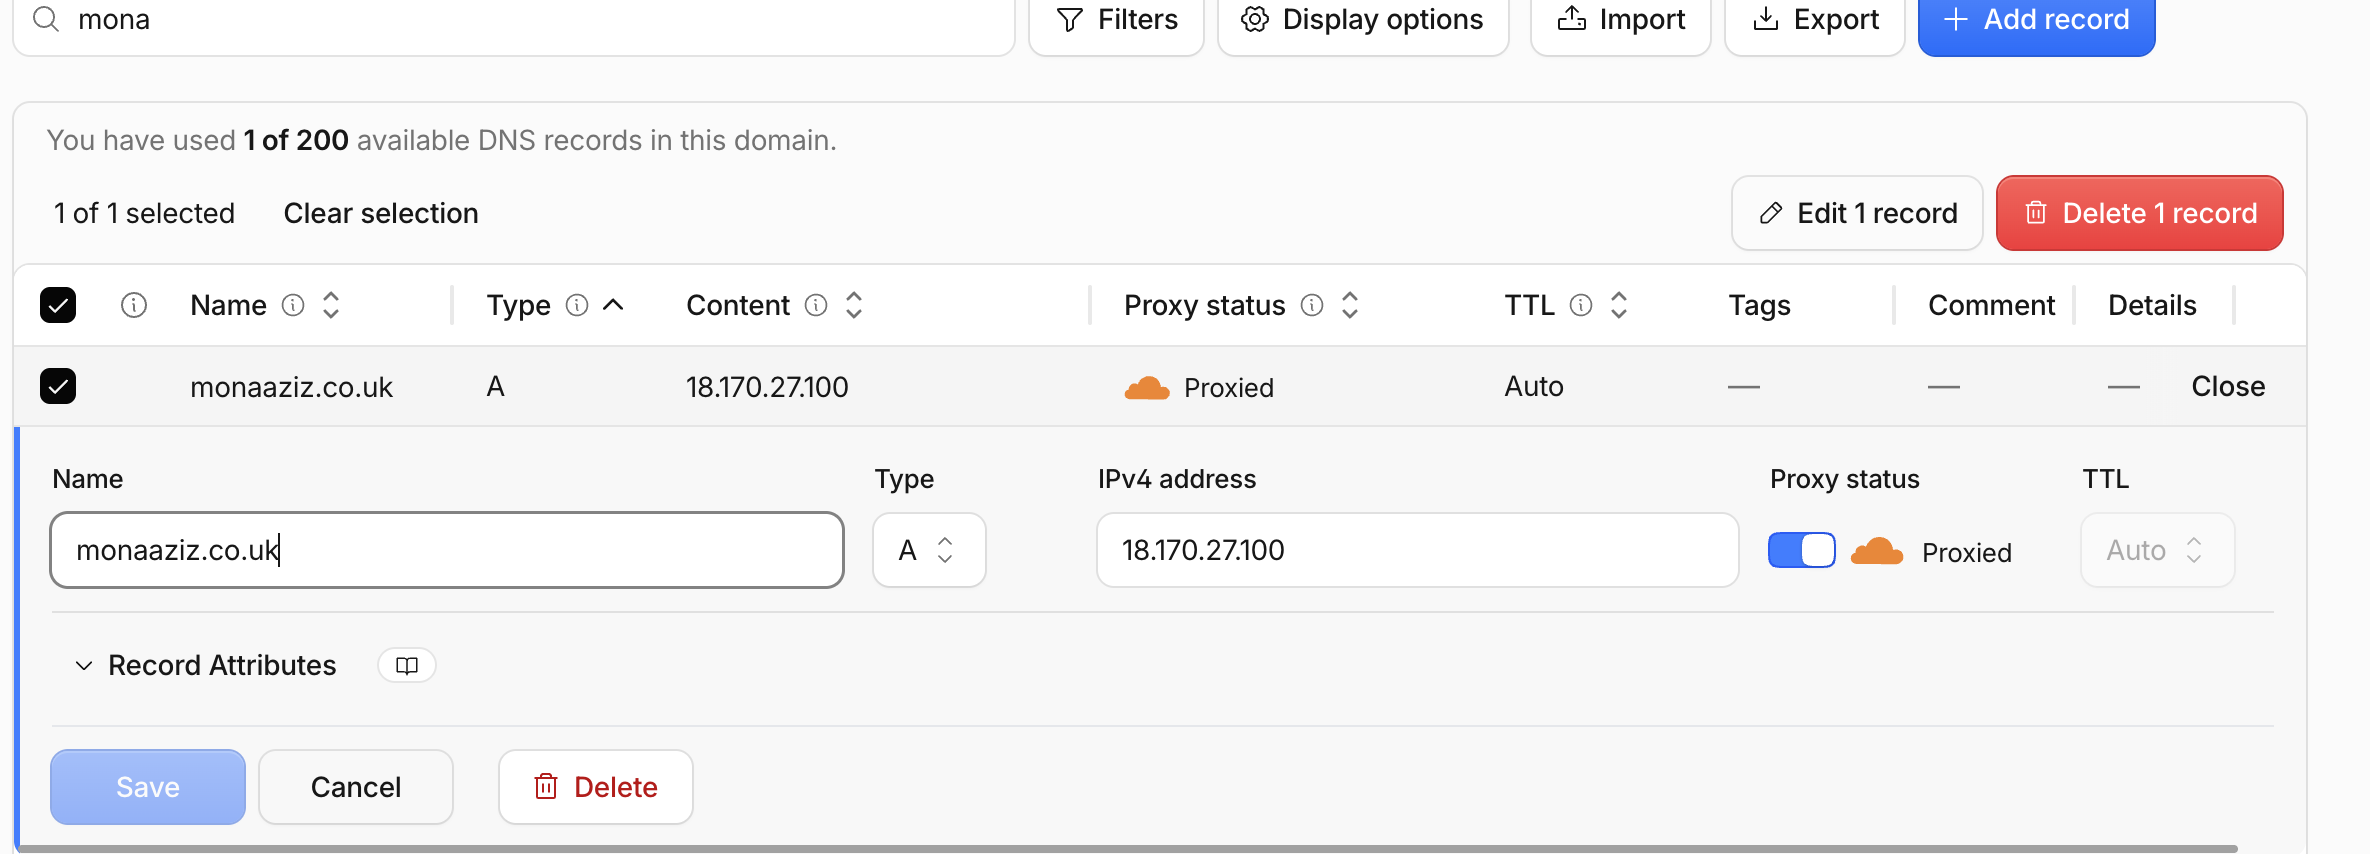 mona Filters Display options Import Export + Add record
You have used 1 of 200 available DNS records in this domain.
1 of 1 selected Clear selection Edit 1 record Delete 1 record
Name Type Content Proxy status TTL Tags Comment Details
monaaziz.co.uk A 18.170.27.100 Proxied Auto — — — Close
Name Type IPv4 address Proxy status TTL
monaaziz.co.uk A 18.170.27.100 Proxied Auto
Record Attributes
Save Cancel Delete